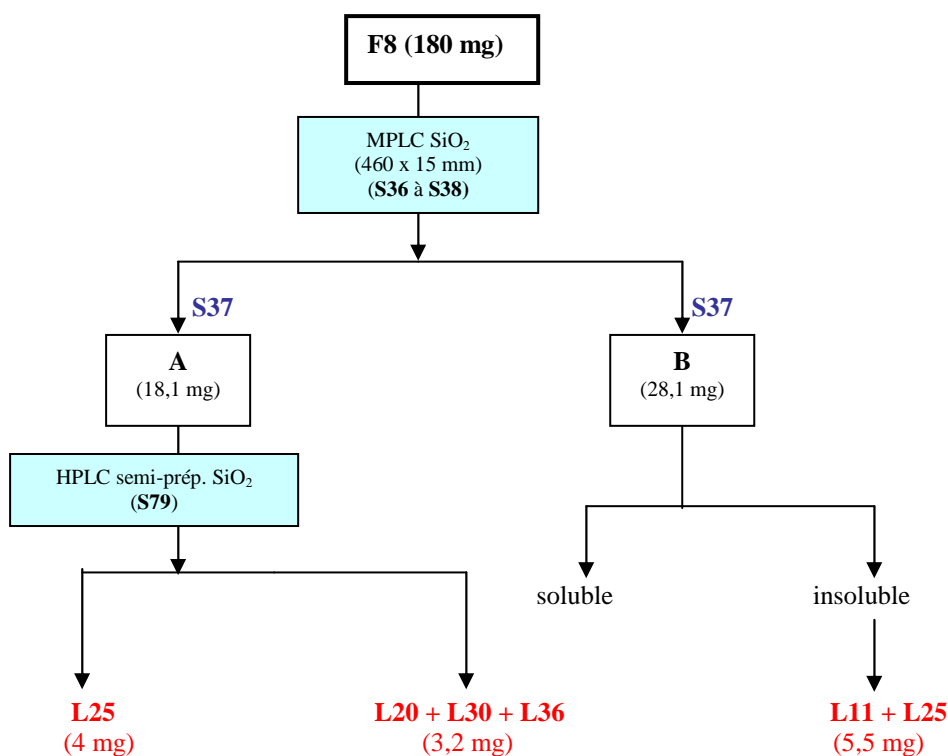 F8 (180 mg)
MPLC SiO₂
(460 x 15 mm)
(S36 à S38)
S37
S37
A
(18,1 mg)
B
(28,1 mg)
HPLC semi-prép. SiO₂
(S79)
soluble
insoluble
L25
(4 mg)
L20 + L30 + L36
(3,2 mg)
L11 + L25
(5,5 mg)